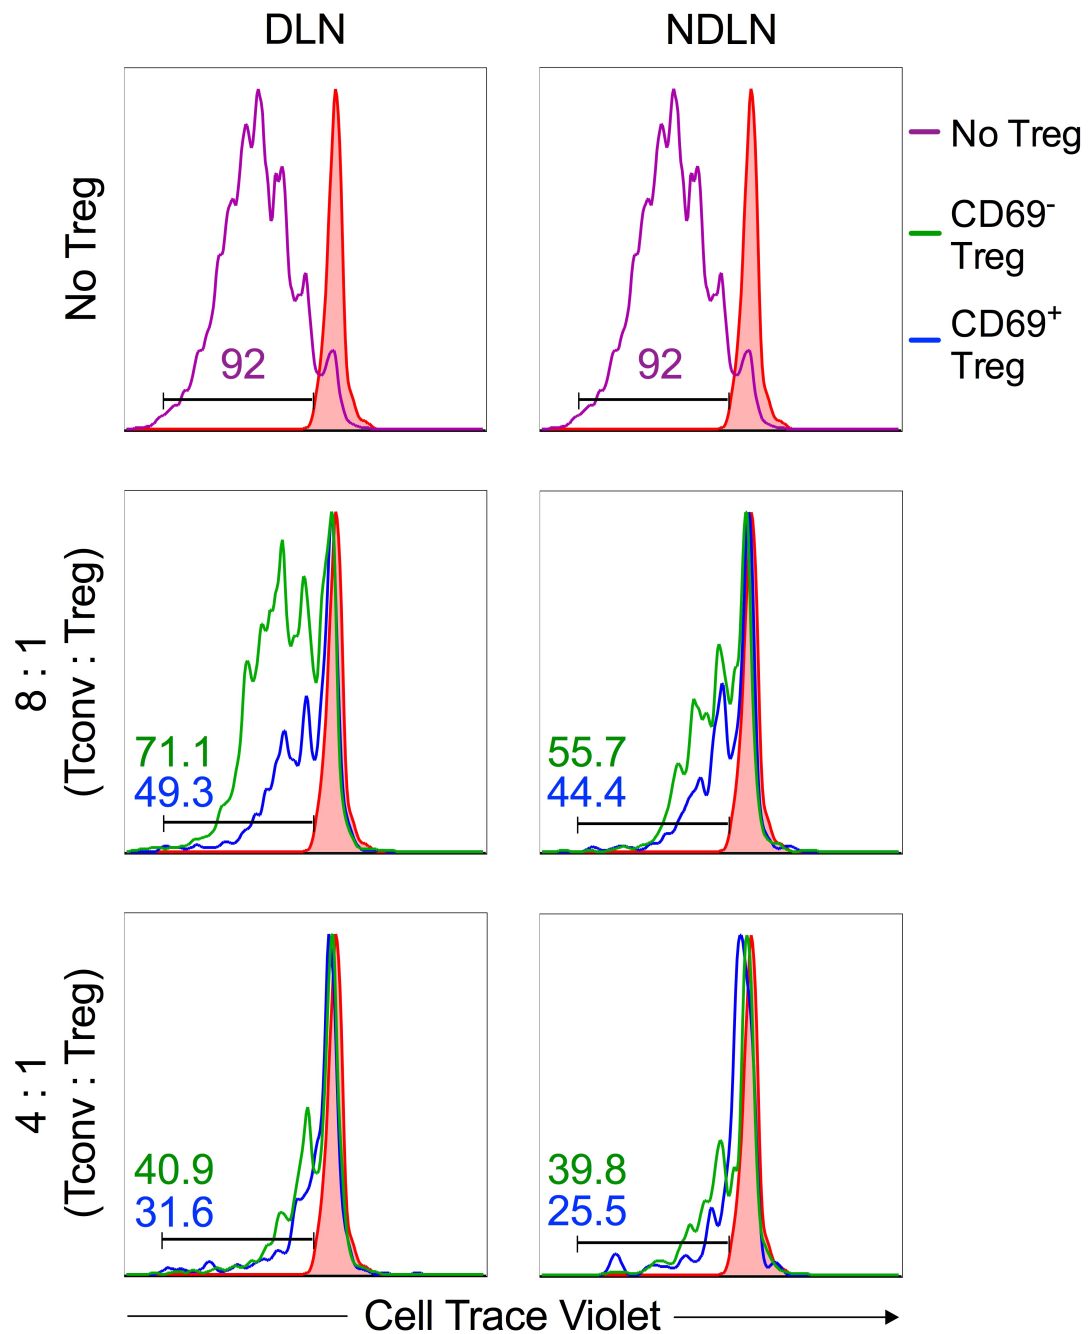 DLN
NDLN
No Treg
92
92
No Treg
CD69⁻
Treg
CD69⁺
Treg
8 : 1
(Tconv : Treg)
71.1
49.3
55.7
44.4
4 : 1
(Tconv : Treg)
40.9
31.6
39.8
25.5
Cell Trace Violet